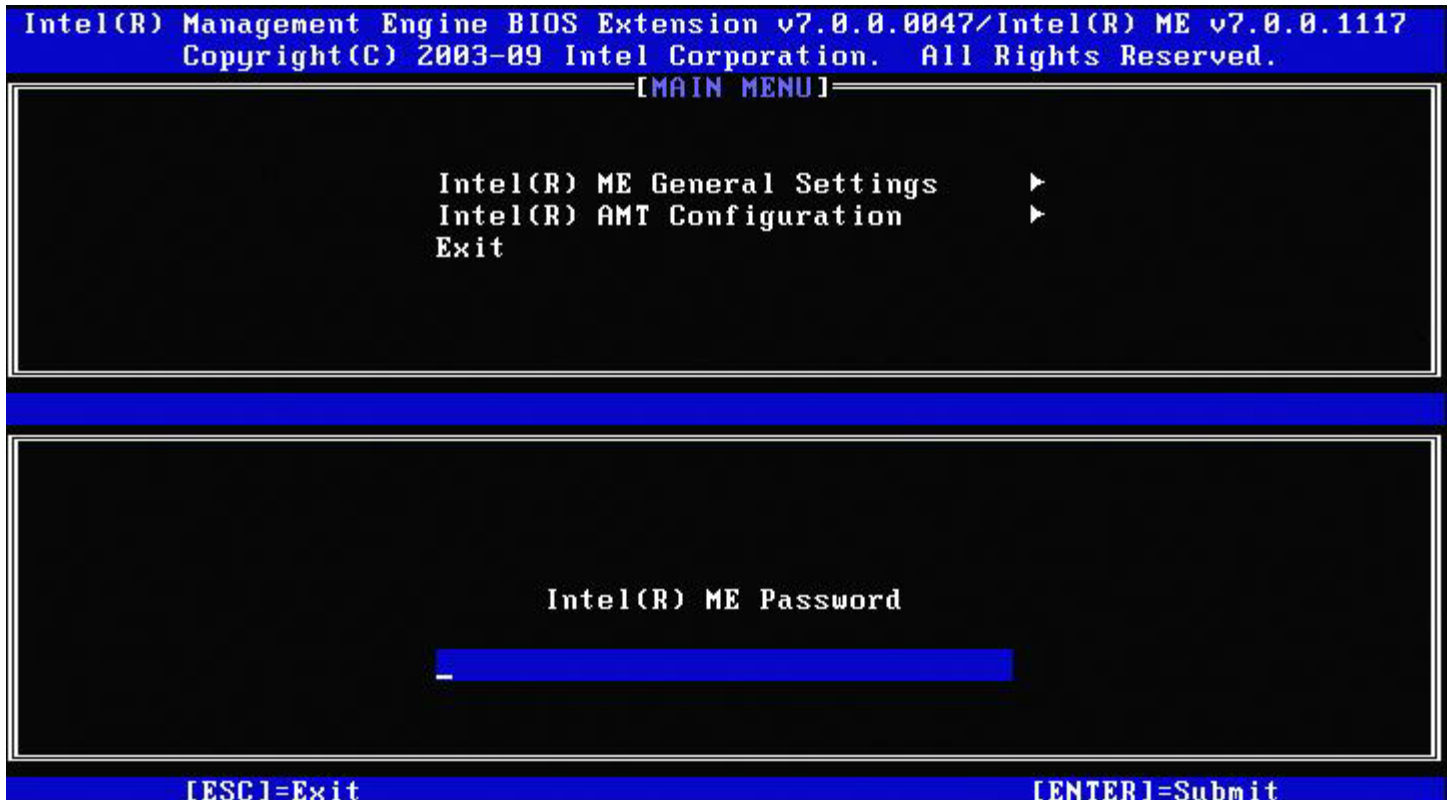 Intel(R) Management Engine BIOS Extension v7.0.0.0047/Intel(R) ME v7.0.0.1117
Copyright(C) 2003-09 Intel Corporation. All Rights Reserved.
[MAIN MENU]
Intel(R) ME General Settings ►
Intel(R) AMT Configuration ►
Exit
Intel(R) ME Password
_
[ESC]=Exit [ENTER]=Submit